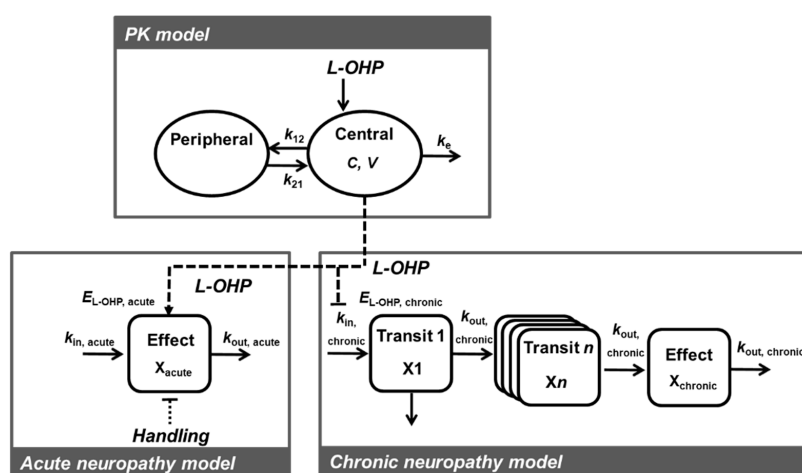 PK model
L-OHP
Peripheral
k12
Central
ke
C, V
k21
L-OHP
L-OHP
EL-OHP, acute
EL-OHP, chronic
kin, acute
Effect
Xacute
kout, acute
kin,
chronic
Transit 1
X1
kout,
chronic
Transit n
Xn
kout,
chronic
Effect
Xchronic
kout, chronic
Handling
Acute neuropathy model
Chronic neuropathy model